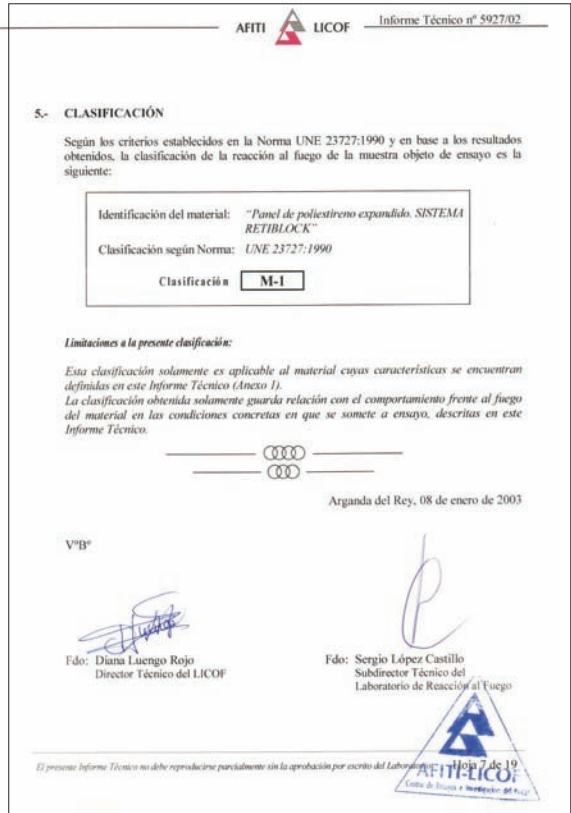 AFITI LICOF
Informe Técnico nº 5927/02
5.- CLASIFICACIÓN
Según los criterios establecidos en la Norma UNE 23727:1990 y en base a los resultados
obtenidos, la clasificación de la reacción al fuego de la muestra objeto de ensayo es la
siguiente:
Identificación del material: "Panel de poliestireno expandido. SISTEMA
RETIBLOCK"
Clasificación según Norma: UNE 23727:1990
Clasificación M-1
Limitaciones a la presente clasificación:
Esta clasificación solamente es aplicable al material cuyas características se encuentran
definidas en este Informe Técnico (Anexo 1).
La clasificación obtenida solamente guarda relación con el comportamiento frente al fuego
del material en las condiciones concretas en que se somete a ensayo, descritas en este
Informe Técnico.
Arganda del Rey, 08 de enero de 2003
VºBº
Fdo: Diana Luengo Rojo
Director Técnico del LICOF
Fdo: Sergio López Castillo
Subdirector Técnico del
Laboratorio de Reacción al Fuego
El presente Informe Técnico no debe reproducirse parcialmente sin la aprobación por escrito del Laboratorio
Hoja 7 de 19
AFITI-LICOF